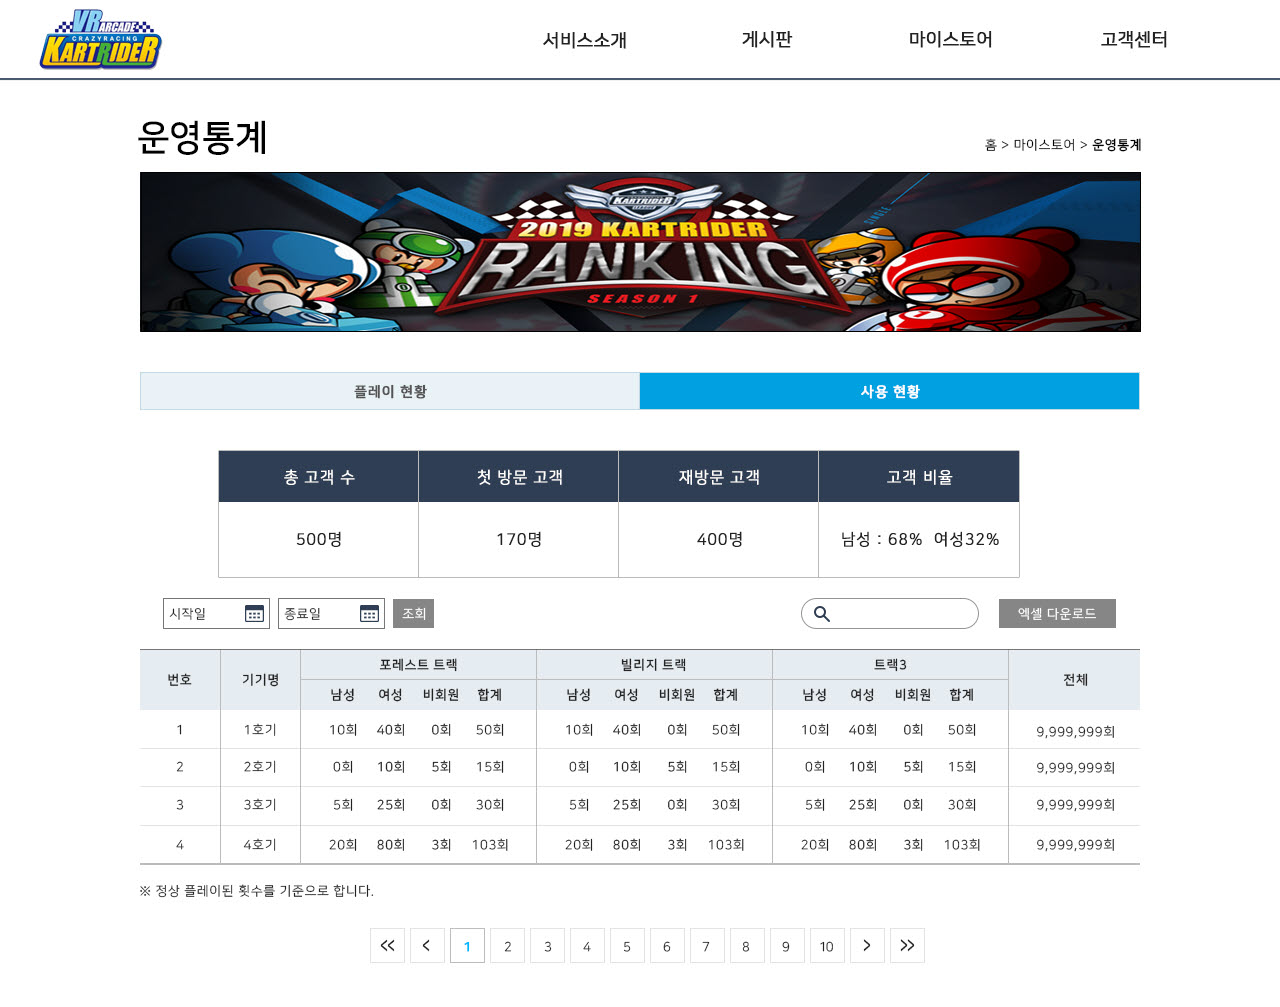 VR ARCADE
CRAZYRACING
KARTRIDER
서비스소개 게시판 마이스토어 고객센터
운영통계
홈 > 마이스토어 > 운영통계
KARTRIDER
LEAGUE
SINGLE
2019 KARTRIDER
RANKING
SEASON 1
플레이 현황 사용 현황
총 고객 수 첫 방문 고객 재방문 고객 고객 비율
500명 170명 400명 남성 : 68% 여성32%
시작일 종료일 조회 엑셀 다운로드
번호 기기명 포레스트 트랙 빌리지 트랙 트랙3 전체
남성 여성 비회원 합계 남성 여성 비회원 합계 남성 여성 비회원 합계
1 1호기 10회 40회 0회 50회 10회 40회 0회 50회 10회 40회 0회 50회 9,999,999회
2 2호기 0회 10회 5회 15회 0회 10회 5회 15회 0회 10회 5회 15회 9,999,999회
3 3호기 5회 25회 0회 30회 5회 25회 0회 30회 5회 25회 0회 30회 9,999,999회
4 4호기 20회 80회 3회 103회 20회 80회 3회 103회 20회 80회 3회 103회 9,999,999회
※ 정상 플레이된 횟수를 기준으로 합니다.
<< < 1 2 3 4 5 6 7 8 9 10 > >>